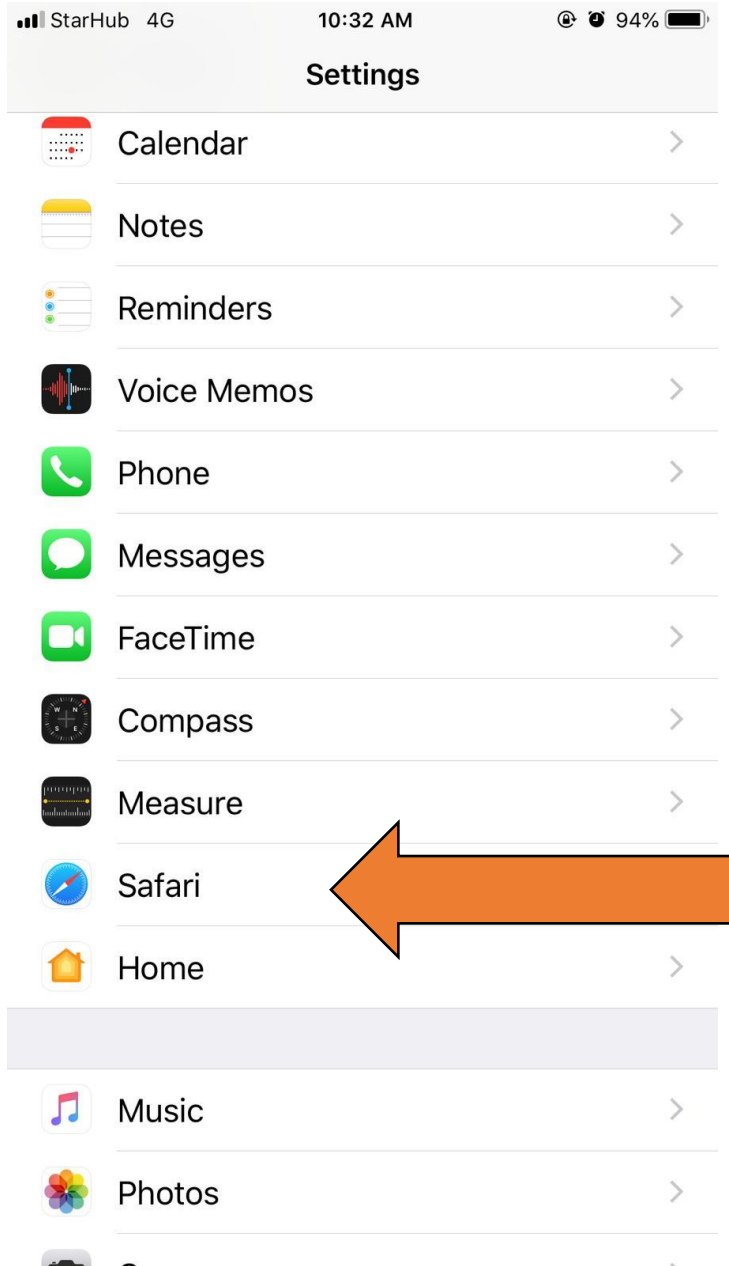 StarHub 4G 10:32 AM 94%
Settings
Calendar
Notes
Reminders
Voice Memos
Phone
Messages
FaceTime
Compass
Measure
Safari
Home
Music
Photos